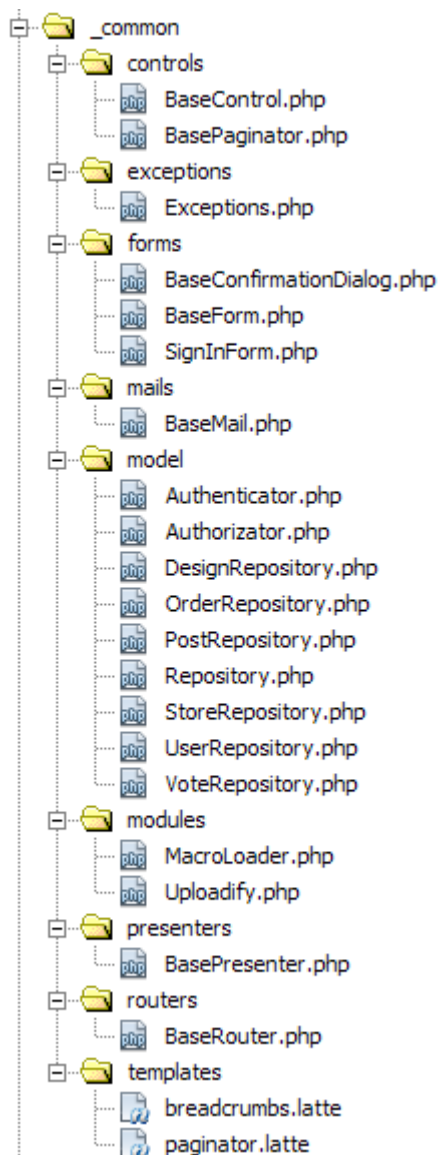 _common
controls
BaseControl.php
BasePaginator.php
exceptions
Exceptions.php
forms
BaseConfirmationDialog.php
BaseForm.php
SignInForm.php
mails
BaseMail.php
model
Authenticator.php
Authorizator.php
DesignRepository.php
OrderRepository.php
PostRepository.php
Repository.php
StoreRepository.php
UserRepository.php
VoteRepository.php
modules
MacroLoader.php
Uploadify.php
presenters
BasePresenter.php
routers
BaseRouter.php
templates
breadcrumbs.latte
paginator.latte